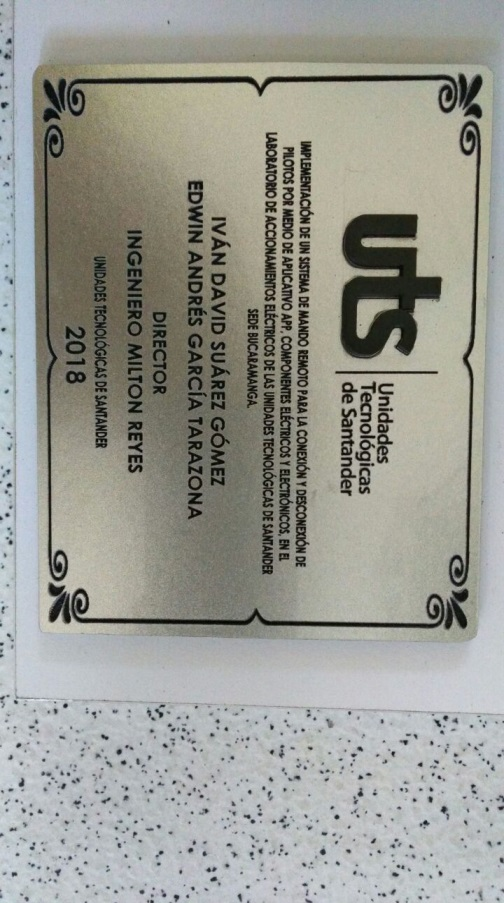 uts
Unidades
Tecnológicas
de Santander
IMPLEMENTACIÓN DE UN SISTEMA DE MANDO REMOTO PARA LA CONEXIÓN Y DESCONEXIÓN DE
PILOTOS POR MEDIO DE APLICATIVO APP, COMPONENTES ELÉCTRICOS Y ELECTRÓNICOS, EN EL
LABORATORIO DE ACCIONAMIENTOS ELÉCTRICOS DE LAS UNIDADES TECNOLÓGICAS DE SANTANDER
SEDE BUCARAMANGA.
IVÁN DAVID SUÁREZ GÓMEZ
EDWIN ANDRÉS GARCÍA TARAZONA
DIRECTOR
INGENIERO MILTON REYES
UNIDADES TECNOLÓGICAS DE SANTANDER
2018